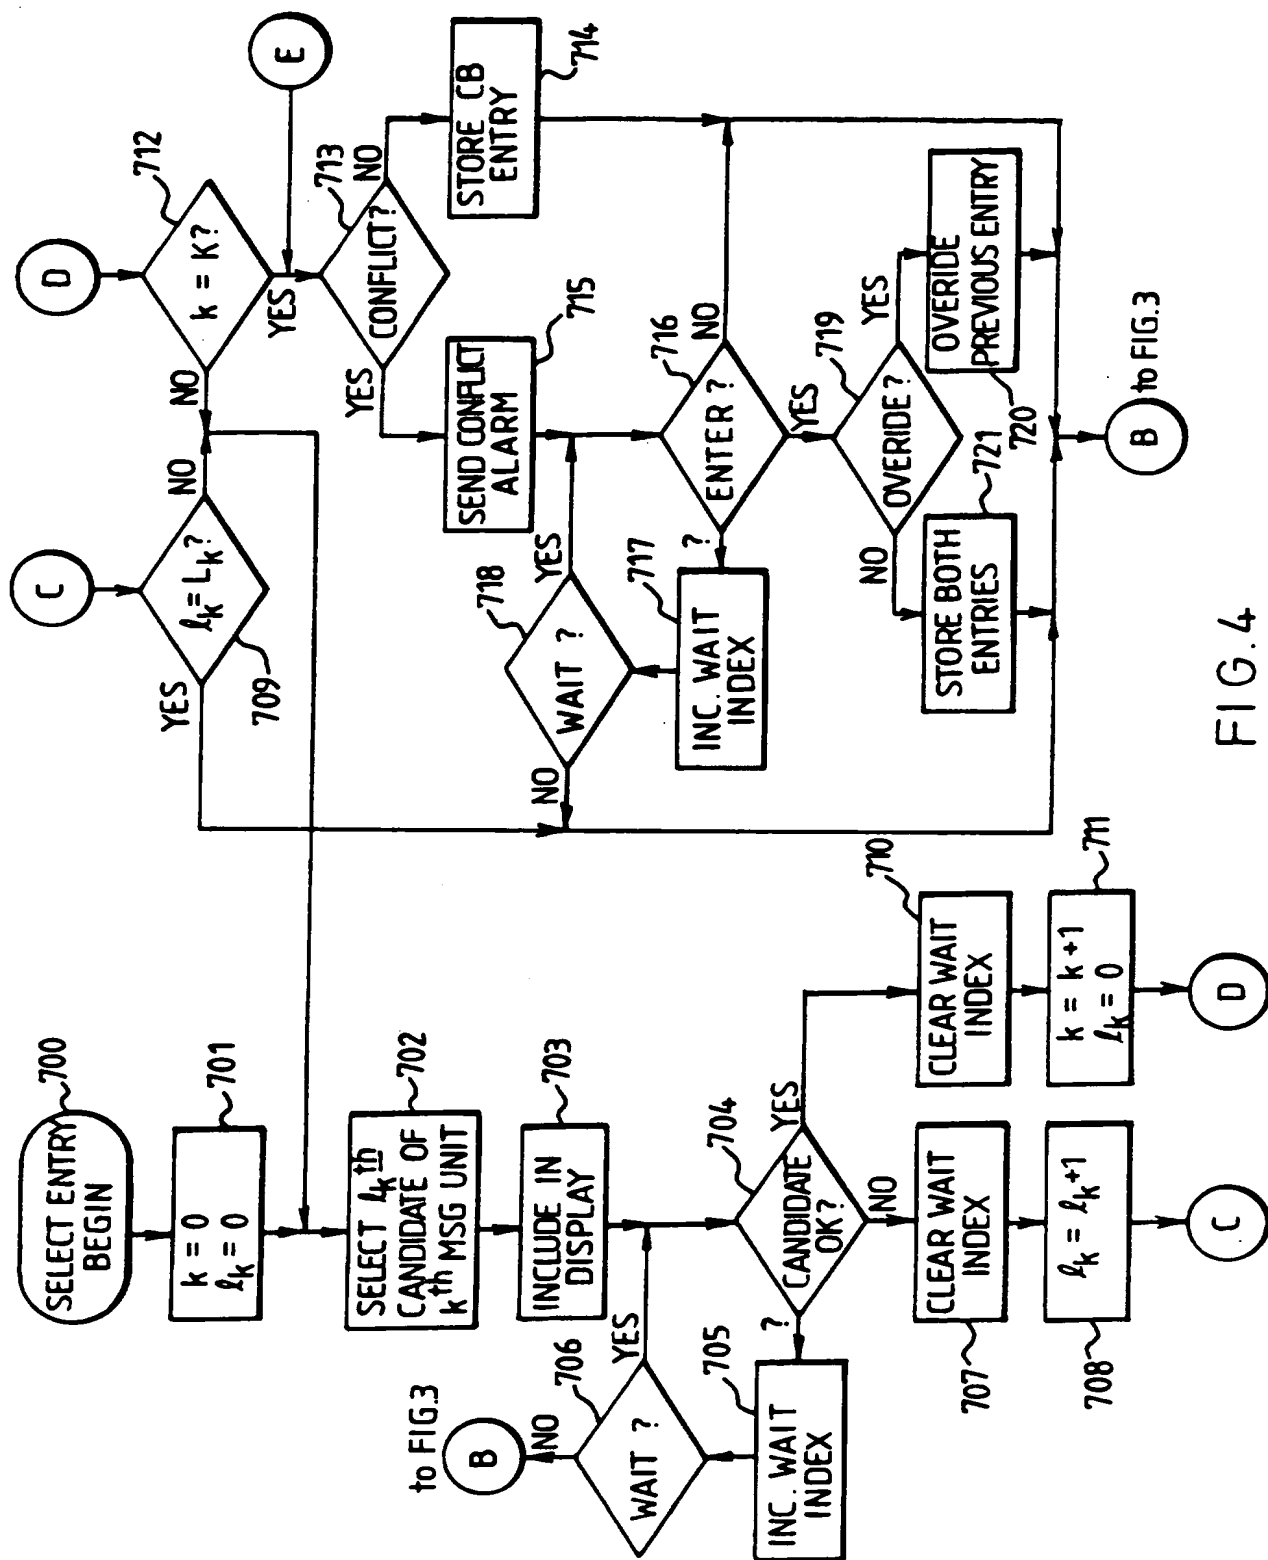 SELECT ENTRY
BEGIN
700
k = 0
ℓk = 0
701
SELECT ℓk th
CANDIDATE OF
kth MSG UNIT
702
INCLUDE IN
DISPLAY
703
CANDIDATE
OK?
704
YES
NO
?
INC. WAIT
INDEX
705
WAIT ?
706
YES
NO
B
to FIG.3
CLEAR WAIT
INDEX
707
ℓk = ℓk+1
708
C
CLEAR WAIT
INDEX
710
k = k+1
ℓk = 0
711
D
C
ℓk = Lk?
709
YES
NO
D
k = K?
712
NO
YES
E
CONFLICT?
713
YES
NO
STORE CB
ENTRY
714
SEND CONFLICT
ALARM
715
ENTER ?
716
NO
YES
?
INC. WAIT
INDEX
717
WAIT ?
718
YES
NO
OVERRIDE?
719
YES
NO
OVERRIDE
PREVIOUS ENTRY
720
STORE BOTH
ENTRIES
721
B
to FIG.3
FIG. 4